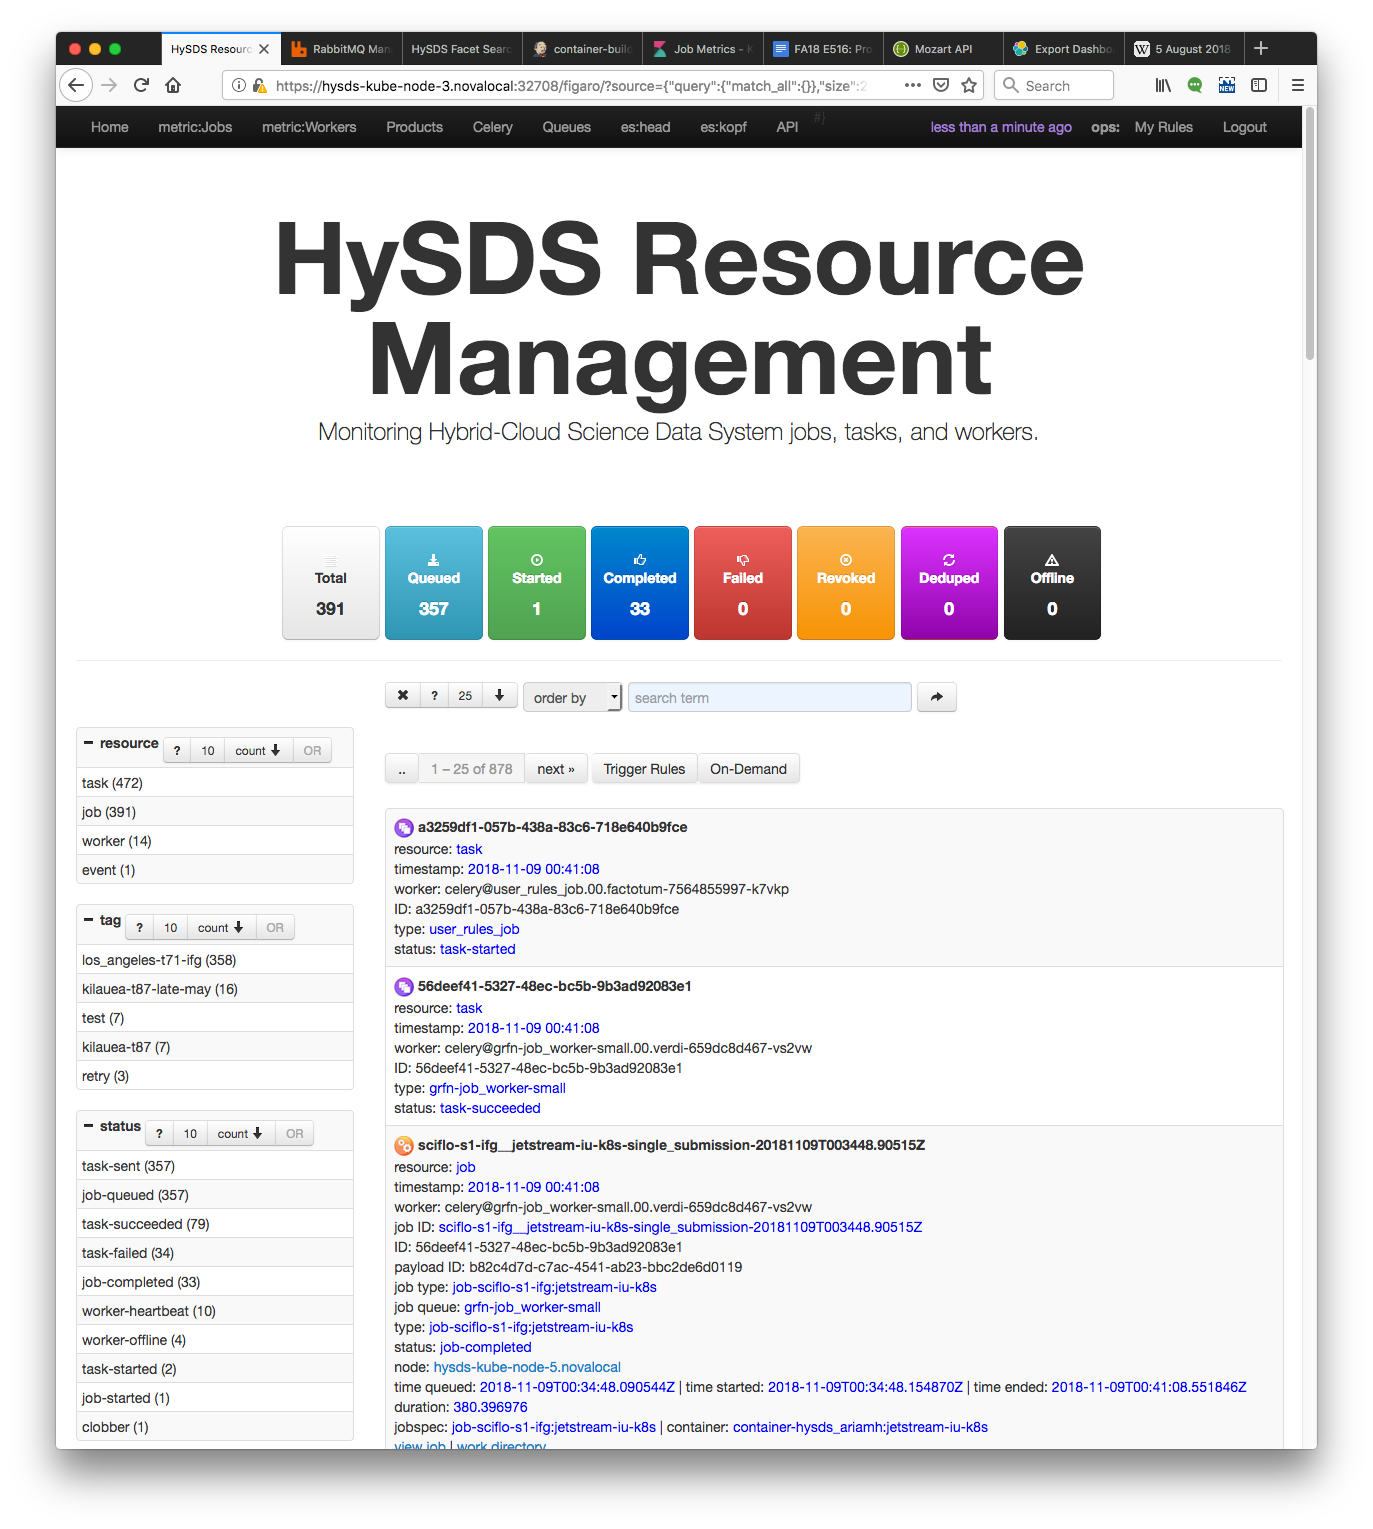 HySDS Resourc
RabbitMQ Man
HySDS Facet Searc
container-build
Job Metrics - K
FA18 E516: Pro
Mozart API
Export Dashbo
5 August 2018
https://hysds-kube-node-3.novalocal:32708/figaro/?source={"query":{"match_all":{}},"size":2
Search
NEW
Home metric:Jobs metric:Workers Products Celery Queues es:head es:kopf API #} less than a minute ago ops: My Rules Logout
HySDS Resource
Management
Monitoring Hybrid-Cloud Science Data System jobs, tasks, and workers.
Total Queued Started Completed Failed Revoked Deduped Offline
391 357 1 33 0 0 0 0
? 25 order by search term
resource ? 10 count OR
task (472)
job (391)
worker (14)
event (1)
tag ? 10 count OR
los_angeles-t71-ifg (358)
kilauea-t87-late-may (16)
test (7)
kilauea-t87 (7)
retry (3)
status ? 10 count OR
task-sent (357)
job-queued (357)
task-succeeded (79)
task-failed (34)
job-completed (33)
worker-heartbeat (10)
worker-offline (4)
task-started (2)
job-started (1)
clobber (1)
.. 1 – 25 of 878 next » Trigger Rules On-Demand
a3259df1-057b-438a-83c6-718e640b9fce
resource: task
timestamp: 2018-11-09 00:41:08
worker: celery@user_rules_job.00.factotum-7564855997-k7vkp
ID: a3259df1-057b-438a-83c6-718e640b9fce
type: user_rules_job
status: task-started
56deef41-5327-48ec-bc5b-9b3ad92083e1
resource: task
timestamp: 2018-11-09 00:41:08
worker: celery@grfn-job_worker-small.00.verdi-659dc8d467-vs2vw
ID: 56deef41-5327-48ec-bc5b-9b3ad92083e1
type: grfn-job_worker-small
status: task-succeeded
sciflo-s1-ifg__jetstream-iu-k8s-single_submission-20181109T003448.90515Z
resource: job
timestamp: 2018-11-09 00:41:08
worker: celery@grfn-job_worker-small.00.verdi-659dc8d467-vs2vw
job ID: sciflo-s1-ifg__jetstream-iu-k8s-single_submission-20181109T003448.90515Z
ID: 56deef41-5327-48ec-bc5b-9b3ad92083e1
payload ID: b82c4d7d-c7ac-4541-ab23-bbc2de6d0119
job type: job-sciflo-s1-ifg:jetstream-iu-k8s
job queue: grfn-job_worker-small
type: job-sciflo-s1-ifg:jetstream-iu-k8s
status: job-completed
node: hysds-kube-node-5.novalocal
time queued: 2018-11-09T00:34:48.090544Z | time started: 2018-11-09T00:34:48.154870Z | time ended: 2018-11-09T00:41:08.551846Z
duration: 380.396976
jobspec: job-sciflo-s1-ifg:jetstream-iu-k8s | container: container-hysds_ariamh:jetstream-iu-k8s
view job | work directory